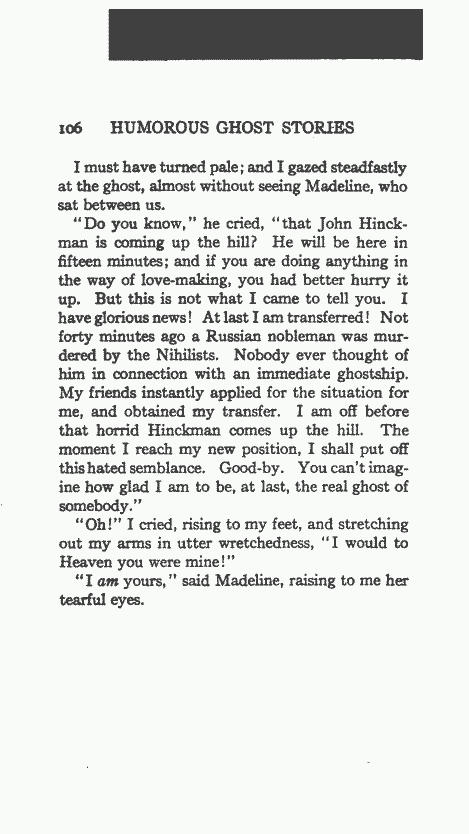 106 HUMOROUS GHOST STORIES
I must have turned pale; and I gazed steadfastly
at the ghost, almost without seeing Madeline, who
sat between us.
"Do you know," he cried, "that John Hinck-
man is coming up the hill? He will be here in
fifteen minutes; and if you are doing anything in
the way of love-making, you had better hurry it
up. But this is not what I came to tell you. I
have glorious news! At last I am transferred! Not
forty minutes ago a Russian nobleman was mur-
dered by the Nihilists. Nobody ever thought of
him in connection with an immediate ghostship.
My friends instantly applied for the situation for
me, and obtained my transfer. I am off before
that horrid Hinckman comes up the hill. The
moment I reach my new position, I shall put off
this hated semblance. Good-by. You can't imag-
ine how glad I am to be, at last, the real ghost of
somebody."
"Oh!" I cried, rising to my feet, and stretching
out my arms in utter wretchedness, "I would to
Heaven you were mine!"
"I am yours," said Madeline, raising to me her
tearful eyes.